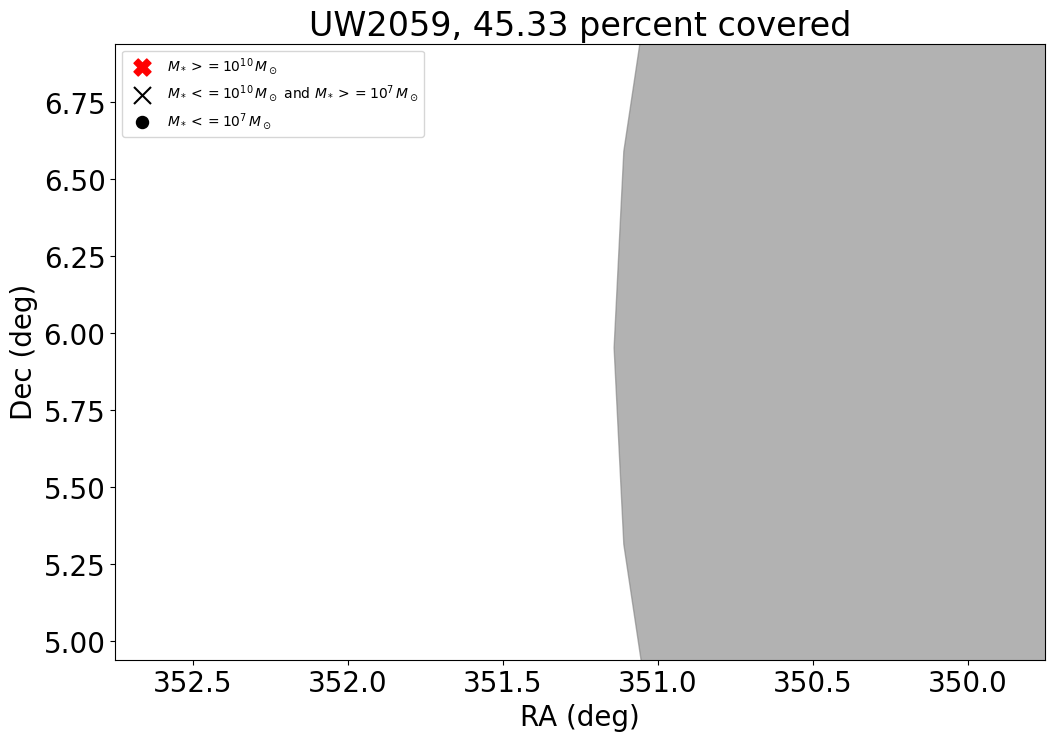 UW2059, 45.33 percent covered
M* >= 10^10 M⊙
M* <= 10^10 M⊙ and M* >= 10^7 M⊙
M* <= 10^7 M⊙
6.75
6.50
6.25
6.00
5.75
5.50
5.25
5.00
Dec (deg)
352.5 352.0 351.5 351.0 350.5 350.0
RA (deg)